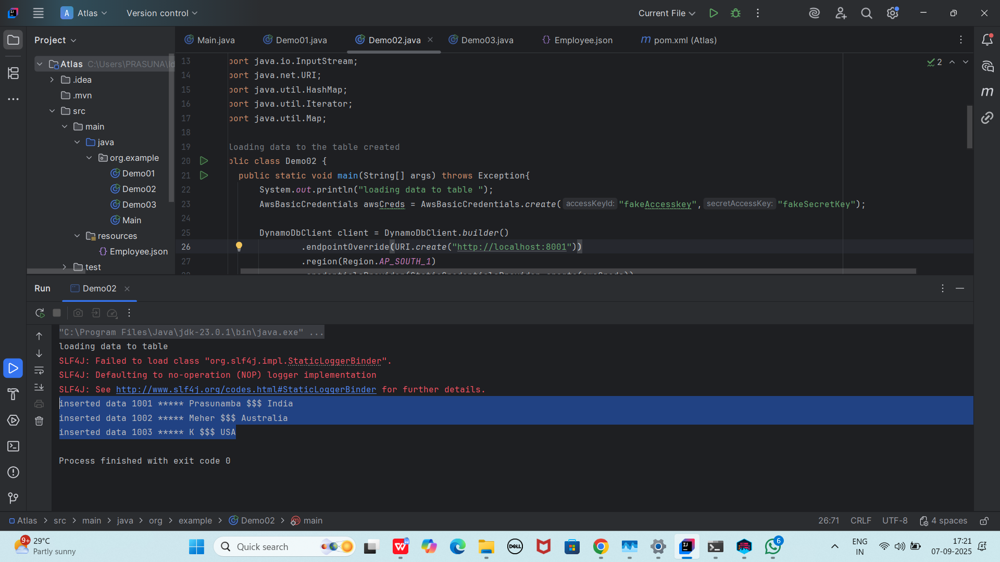 Atlas
Version control
Current File
Project
Main.java
Demo01.java
Demo02.java
Demo03.java
Employee.json
pom.xml (Atlas)
Atlas C:\Users\PRASUNA\Id
.idea
.mvn
src
main
java
org.example
Demo01
Demo02
Demo03
Main
resources
Employee.json
test
2
13 port java.io.InputStream;
14 port java.net.URI;
15 port java.util.HashMap;
16 port java.util.Iterator;
17 port java.util.Map;
18
19 loading data to the table created
20 blic class Demo02 {
21 public static void main(String[] args) throws Exception{
22 System.out.println("loading data to table ");
23 AwsBasicCredentials awsCreds = AwsBasicCredentials.create( accessKeyId: "fakeAccesskey", secretAccessKey: "fakeSecretKey");
24
25 DynamoDbClient client = DynamoDbClient.builder()
26 .endpointOverride(URI.create("http://localhost:8001"))
27 .region(Region.AP_SOUTH_1)
Run
Demo02
"C:\Program Files\Java\jdk-23.0.1\bin\java.exe" ...
loading data to table
SLF4J: Failed to load class "org.slf4j.impl.StaticLoggerBinder".
SLF4J: Defaulting to no-operation (NOP) logger implementation
SLF4J: See http://www.slf4j.org/codes.html#StaticLoggerBinder for further details.
inserted data 1001 ***** Prasunamba $$$ India
inserted data 1002 ***** Meher $$$ Australia
inserted data 1003 ***** K $$$ USA
Process finished with exit code 0
Atlas > src > main > java > org > example > Demo02 > main
26:71 CRLF UTF-8 4 spaces
9+
29°C
Partly sunny
Quick search
DELL
6
ENG
IN
17:21
07-09-2025